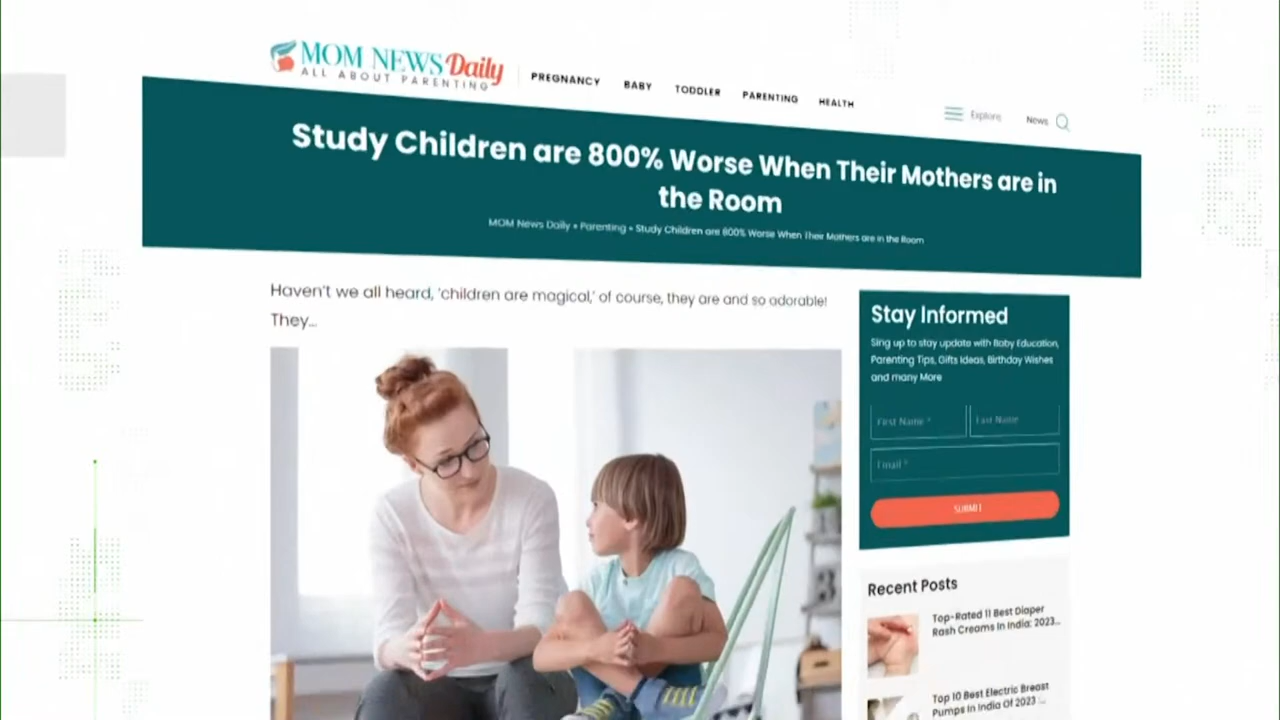 MOM NEWS Daily
ALL ABOUT PARENTING
PREGNANCY BABY TODDLER PARENTING HEALTH
Explore News
Study Children are 800% Worse When Their Mothers are in
the Room
MOM News Daily » Parenting » Study Children are 800% Worse When Their Mothers are in the Room
Haven't we all heard, 'children are magical,' of course, they are and so adorable!
They...
Stay Informed
Sing up to stay update with Baby Education,
Parenting Tips, Gifts Ideas, Birthday Wishes
and many More
First Name * Last Name
Email *
SUBMIT
Recent Posts
Top-Rated 11 Best Diaper
Rash Creams In India: 2023...
Top 10 Best Electric Breast
Pumps In India Of 2023 ...